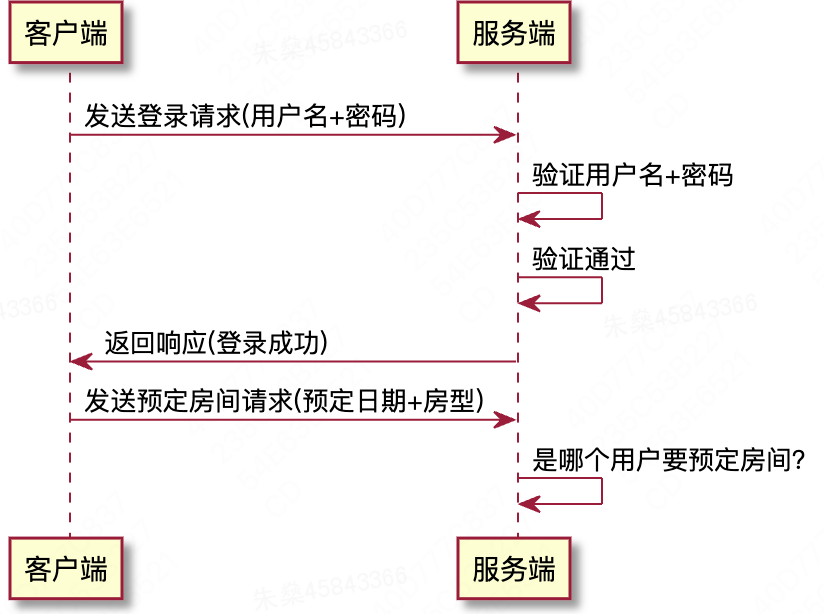 客户端
服务端
发送登录请求(用户名+密码)
验证用户名+密码
验证通过
返回响应(登录成功)
发送预定房间请求(预定日期+房型)
是哪个用户要预定房间?
客户端
服务端